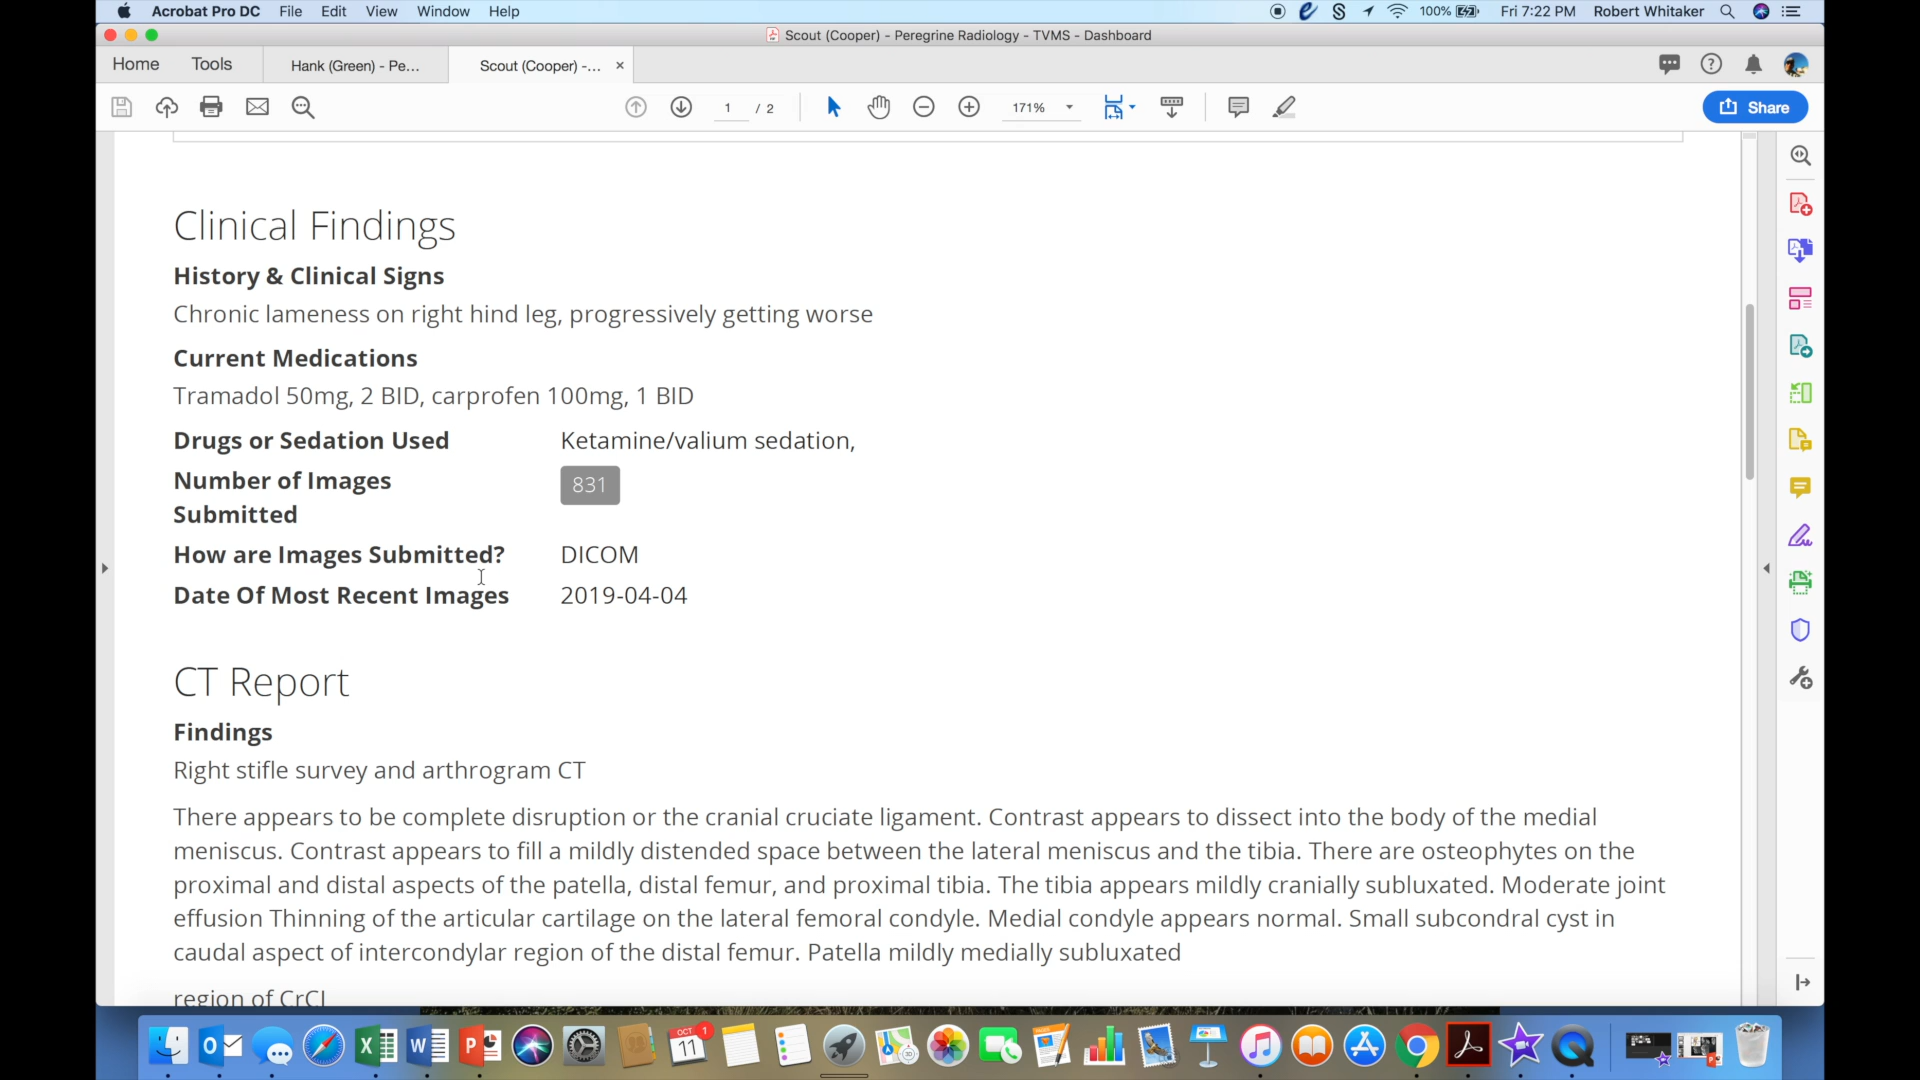 Acrobat Pro DC File Edit View Window Help 100% Fri 7:22 PM Robert Whitaker
Scout (Cooper) - Peregrine Radiology - TVMS - Dashboard
Home Tools Hank (Green) - Pe... Scout (Cooper) -... ×
1 / 2 171% Share
Clinical Findings
History & Clinical Signs
Chronic lameness on right hind leg, progressively getting worse
Current Medications
Tramadol 50mg, 2 BID, carprofen 100mg, 1 BID
Drugs or Sedation Used Ketamine/valium sedation,
Number of Images 831
Submitted
How are Images Submitted? DICOM
Date Of Most Recent Images 2019-04-04
CT Report
Findings
Right stifle survey and arthrogram CT
There appears to be complete disruption or the cranial cruciate ligament. Contrast appears to dissect into the body of the medial
meniscus. Contrast appears to fill a mildly distended space between the lateral meniscus and the tibia. There are osteophytes on the
proximal and distal aspects of the patella, distal femur, and proximal tibia. The tibia appears mildly cranially subluxated. Moderate joint
effusion Thinning of the articular cartilage on the lateral femoral condyle. Medial condyle appears normal. Small subcondral cyst in
caudal aspect of intercondylar region of the distal femur. Patella mildly medially subluxated
region of CrCl
OCT 11 1